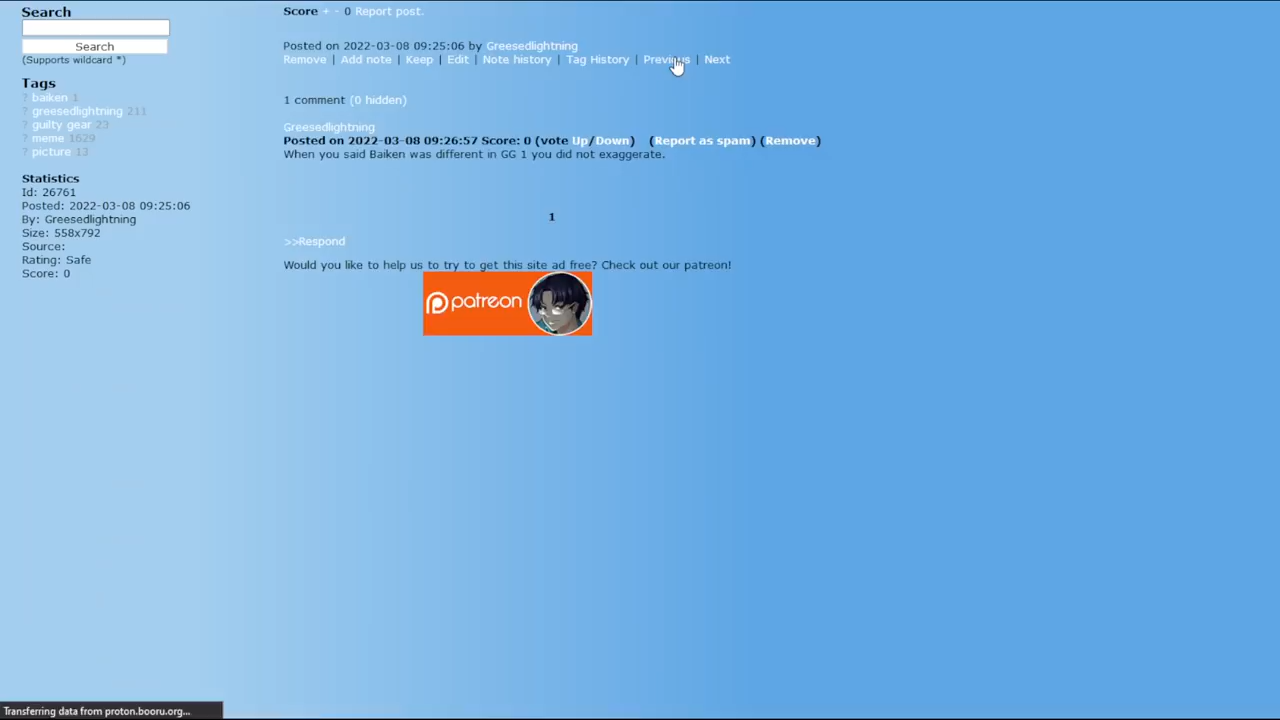 Search
Search
(Supports wildcard *)
Tags
? baiken 1
? greesedlightning 211
? guilty gear 23
? meme 1629
? picture 13
Statistics
Id: 26761
Posted: 2022-03-08 09:25:06
By: Greesedlightning
Size: 558x792
Source:
Rating: Safe
Score: 0
Score + - 0 Report post.
Posted on 2022-03-08 09:25:06 by Greesedlightning
Remove | Add note | Keep | Edit | Note history | Tag History | Previous | Next
1 comment (0 hidden)
Greesedlightning
Posted on 2022-03-08 09:26:57 Score: 0 (vote Up/Down) (Report as spam) (Remove)
When you said Baiken was different in GG 1 you did not exaggerate.
1
>>Respond
Would you like to help us to try to get this site ad free? Check out our patreon!
patreon
Transferring data from proton.booru.org...